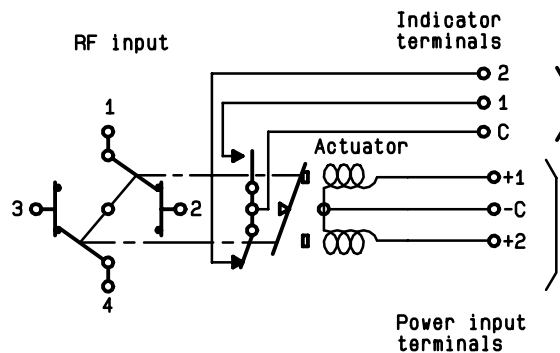 Indicator
terminals
RF input
2
1
C
1
Actuator
+1
3
2
-C
+2
4
Power input
terminals